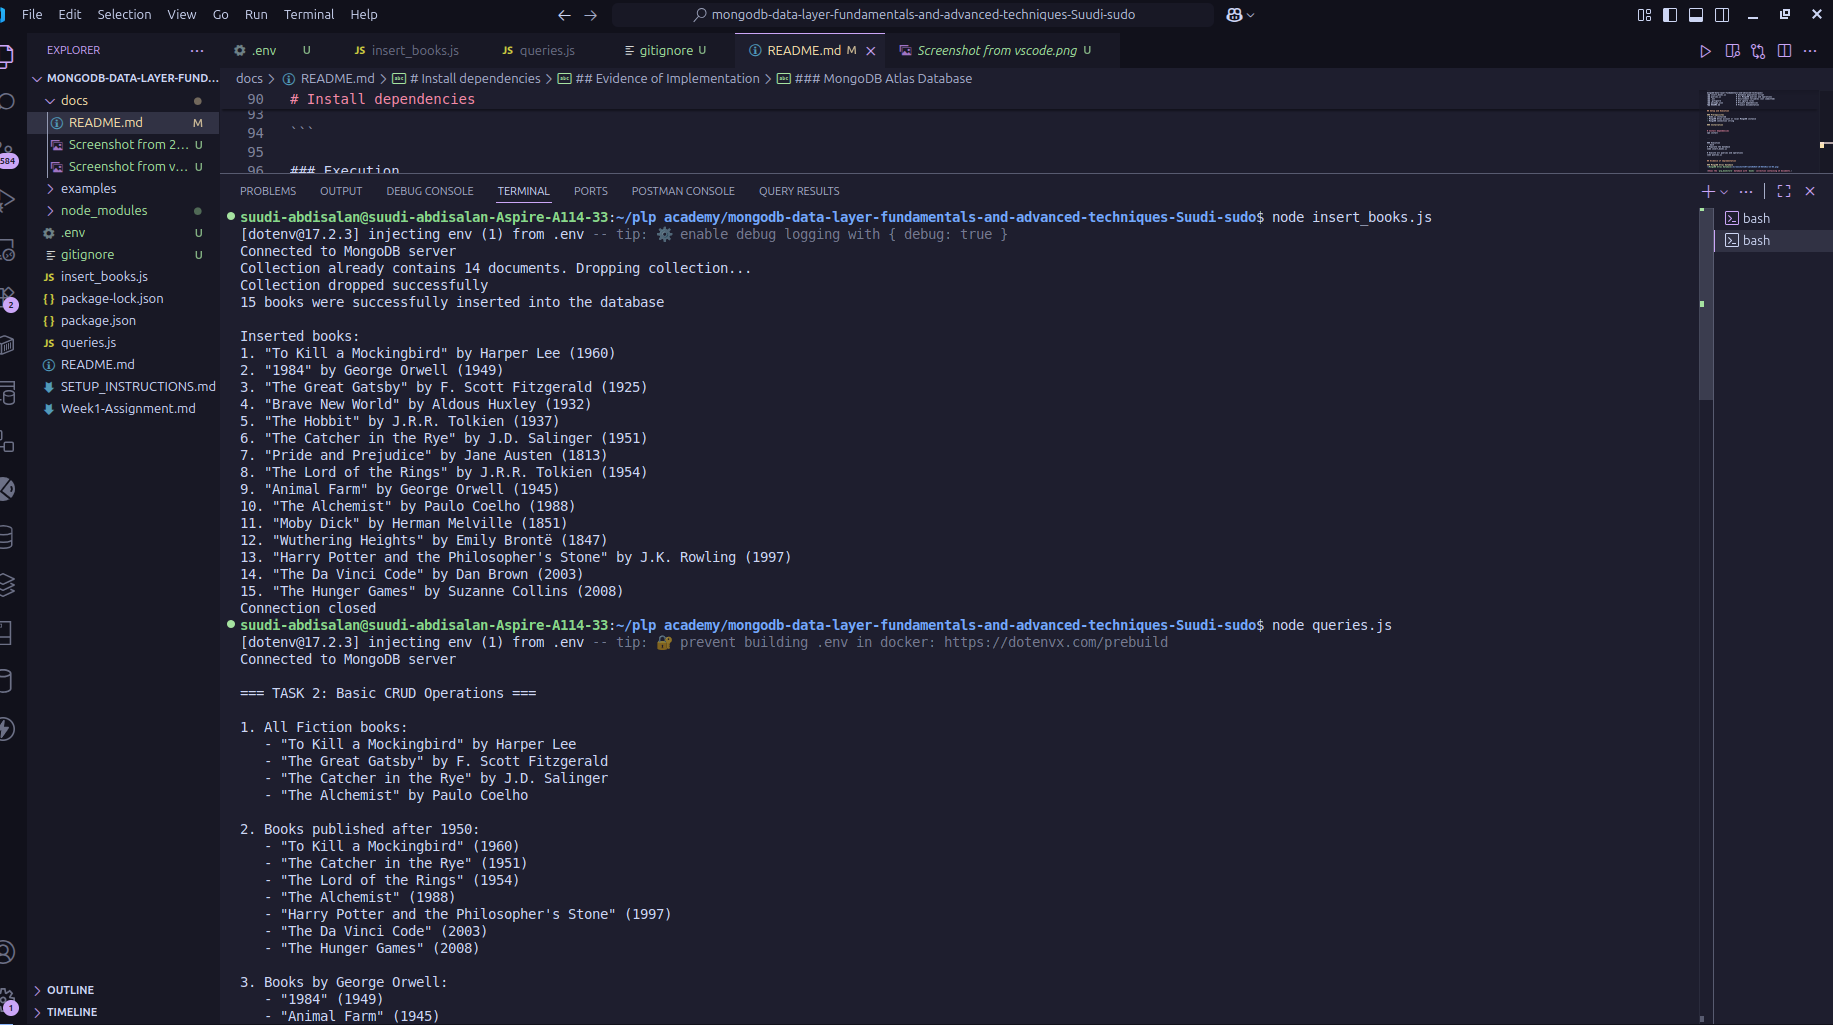 File Edit Selection View Go Run Terminal Help
mongodb-data-layer-fundamentals-and-advanced-techniques-Suudi-sudo
EXPLORER
.env U
JS insert_books.js
JS queries.js
gitignore U
README.md M
Screenshot from vscode.png U
MONGODB-DATA-LAYER-FUND...
docs
README.md M
Screenshot from 2... U
Screenshot from v... U
examples
node_modules
.env U
gitignore U
JS insert_books.js
{} package-lock.json
{} package.json
JS queries.js
README.md
SETUP_INSTRUCTIONS.md
Week1-Assignment.md
OUTLINE
TIMELINE
584
2
1
docs > README.md > # Install dependencies > ## Evidence of Implementation > ### MongoDB Atlas Database
90 # Install dependencies
93
94 ```
95
96 ### Execution
PROBLEMS OUTPUT DEBUG CONSOLE TERMINAL PORTS POSTMAN CONSOLE QUERY RESULTS
bash
bash
suudi-abdisalan@suudi-abdisalan-Aspire-A114-33:~/plp academy/mongodb-data-layer-fundamentals-and-advanced-techniques-Suudi-sudo$ node insert_books.js
[dotenv@17.2.3] injecting env (1) from .env -- tip: ⚙️ enable debug logging with { debug: true }
Connected to MongoDB server
Collection already contains 14 documents. Dropping collection...
Collection dropped successfully
15 books were successfully inserted into the database
Inserted books:
1. "To Kill a Mockingbird" by Harper Lee (1960)
2. "1984" by George Orwell (1949)
3. "The Great Gatsby" by F. Scott Fitzgerald (1925)
4. "Brave New World" by Aldous Huxley (1932)
5. "The Hobbit" by J.R.R. Tolkien (1937)
6. "The Catcher in the Rye" by J.D. Salinger (1951)
7. "Pride and Prejudice" by Jane Austen (1813)
8. "The Lord of the Rings" by J.R.R. Tolkien (1954)
9. "Animal Farm" by George Orwell (1945)
10. "The Alchemist" by Paulo Coelho (1988)
11. "Moby Dick" by Herman Melville (1851)
12. "Wuthering Heights" by Emily Brontë (1847)
13. "Harry Potter and the Philosopher's Stone" by J.K. Rowling (1997)
14. "The Da Vinci Code" by Dan Brown (2003)
15. "The Hunger Games" by Suzanne Collins (2008)
Connection closed
suudi-abdisalan@suudi-abdisalan-Aspire-A114-33:~/plp academy/mongodb-data-layer-fundamentals-and-advanced-techniques-Suudi-sudo$ node queries.js
[dotenv@17.2.3] injecting env (1) from .env -- tip: 🔐 prevent building .env in docker: https://dotenvx.com/prebuild
Connected to MongoDB server
=== TASK 2: Basic CRUD Operations ===
1. All Fiction books:
- "To Kill a Mockingbird" by Harper Lee
- "The Great Gatsby" by F. Scott Fitzgerald
- "The Catcher in the Rye" by J.D. Salinger
- "The Alchemist" by Paulo Coelho
2. Books published after 1950:
- "To Kill a Mockingbird" (1960)
- "The Catcher in the Rye" (1951)
- "The Lord of the Rings" (1954)
- "The Alchemist" (1988)
- "Harry Potter and the Philosopher's Stone" (1997)
- "The Da Vinci Code" (2003)
- "The Hunger Games" (2008)
3. Books by George Orwell:
- "1984" (1949)
- "Animal Farm" (1945)